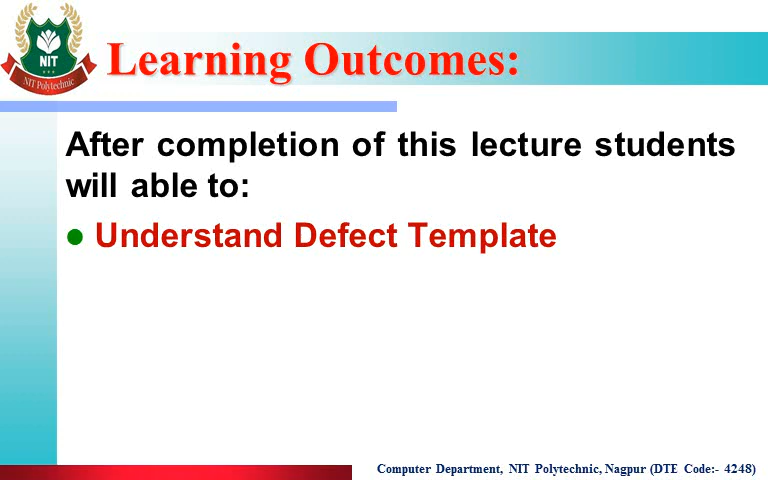 NIT
NIT Polytechnic
Learning Outcomes:
After completion of this lecture students
will able to:
Understand Defect Template
Computer Department, NIT Polytechnic, Nagpur (DTE Code:- 4248)